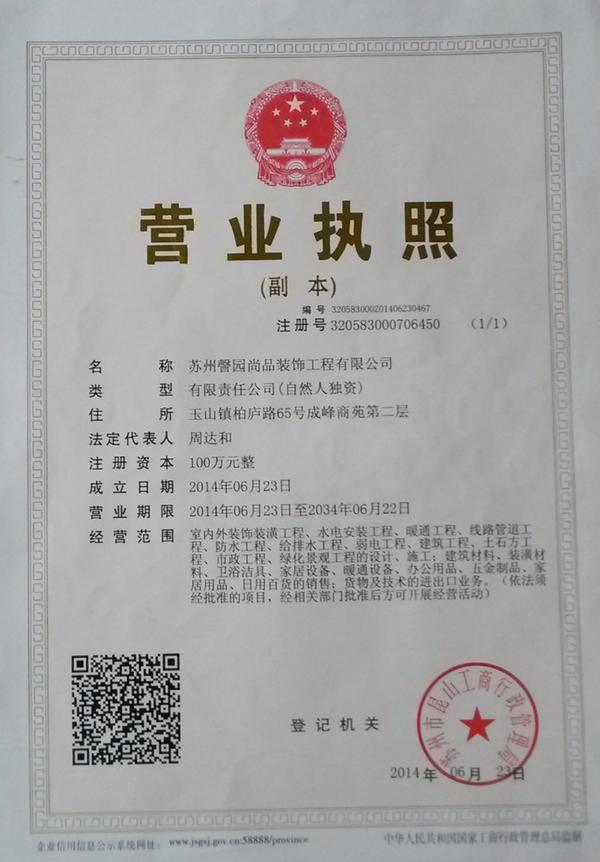 营业执照
(副 本)
编 号 320583000201406230467
注册号 320583000706450 (1/1)
名 称 苏州謦园尚品装饰工程有限公司
类 型 有限责任公司(自然人独资)
住 所 玉山镇柏庐路65号成峰商苑第二层
法定代表人 周达和
注册资本 100万元整
成立日期 2014年06月23日
营业期限 2014年06月23日至2034年06月22日
经营范围 室内外装饰装潢工程、水电安装工程、暖通工程、线路管道工
程、防水工程、给排水工程、弱电工程、建筑工程、土石方工
程、市政工程、绿化景观工程的设计、施工；建筑材料、装潢材
料、卫浴洁具、家居设备、暖通设备、办公用品、五金制品、家
居用品、日用百货的销售；货物及技术的进出口业务。（依法须
经批准的项目，经相关部门批准后方可开展经营活动）
登记机关
苏州市昆山工商行政管理局
2014年 06月 23日
企业信用信息公示系统网址： www.jsgsj.gov.cn:58888/province
中华人民共和国国家工商行政管理总局监制